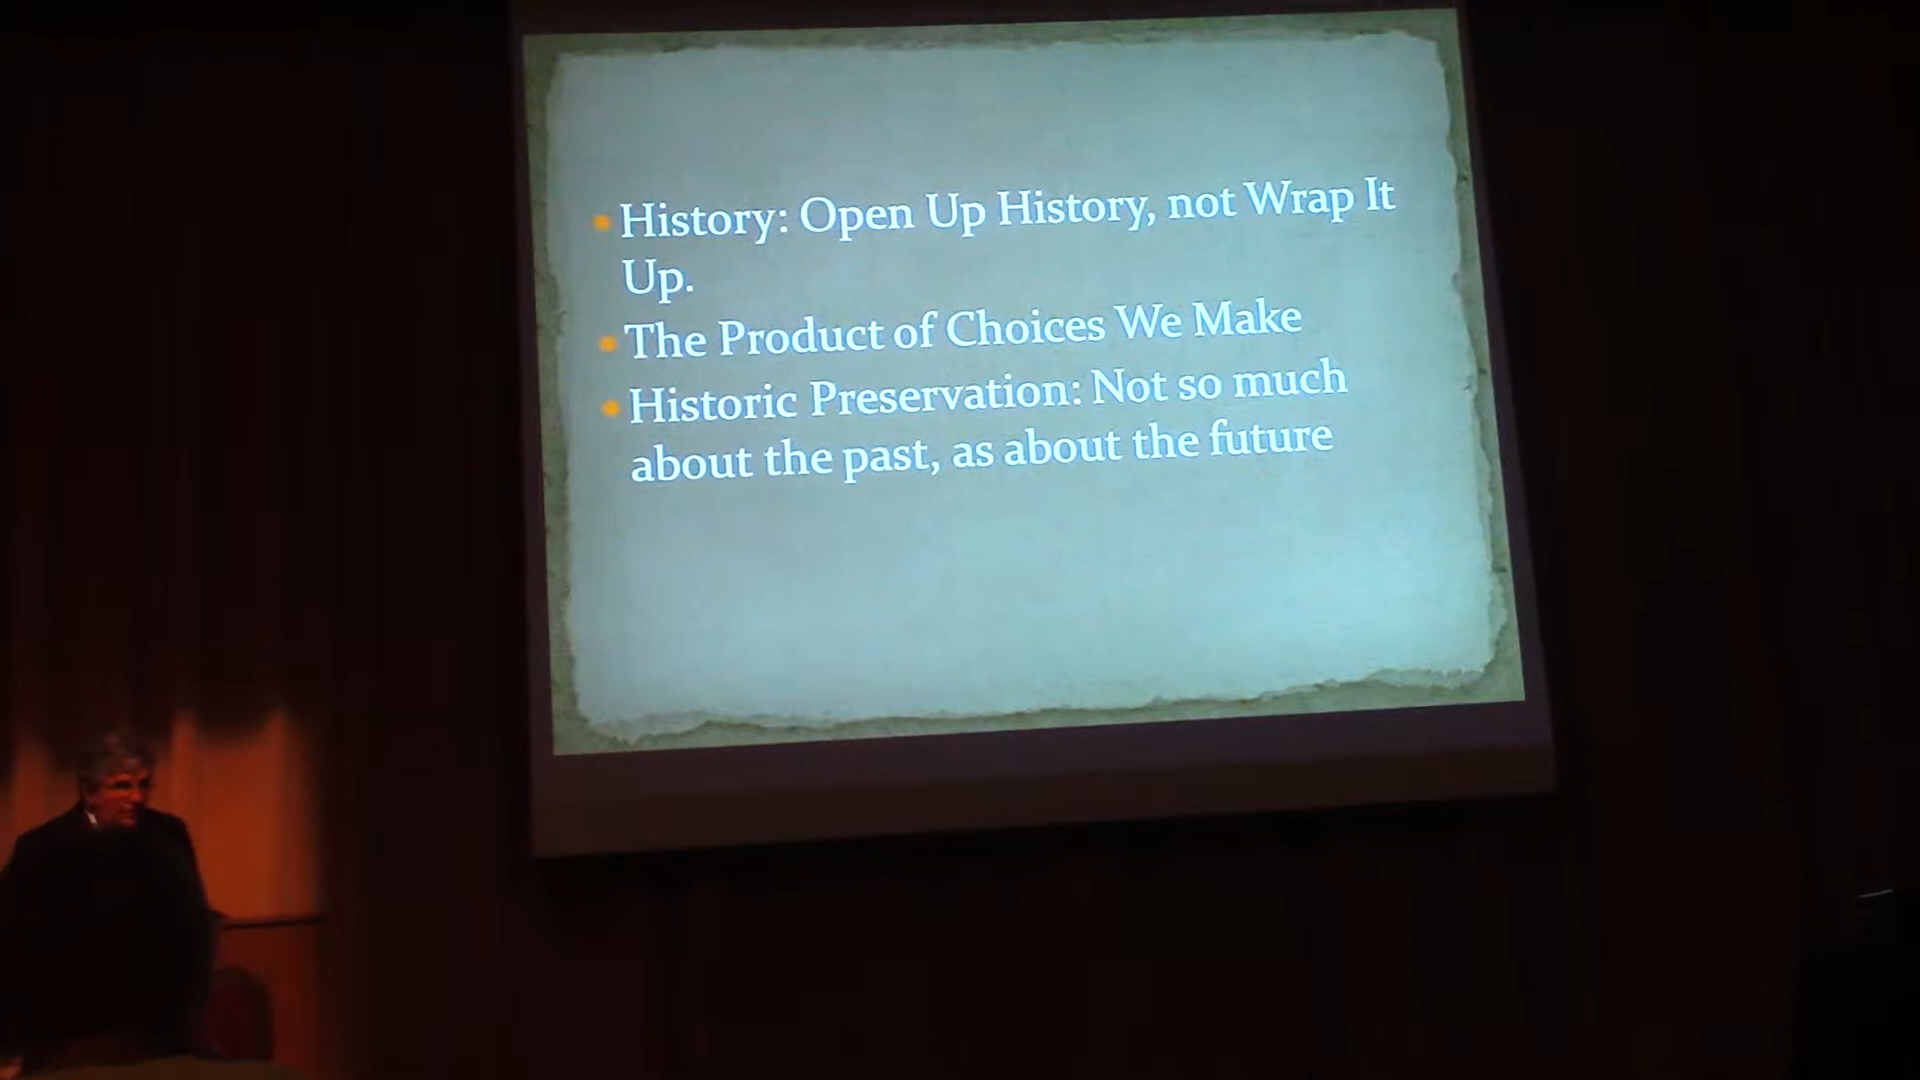 • History: Open Up History, not Wrap It
Up.
• The Product of Choices We Make
• Historic Preservation: Not so much
about the past, as about the future